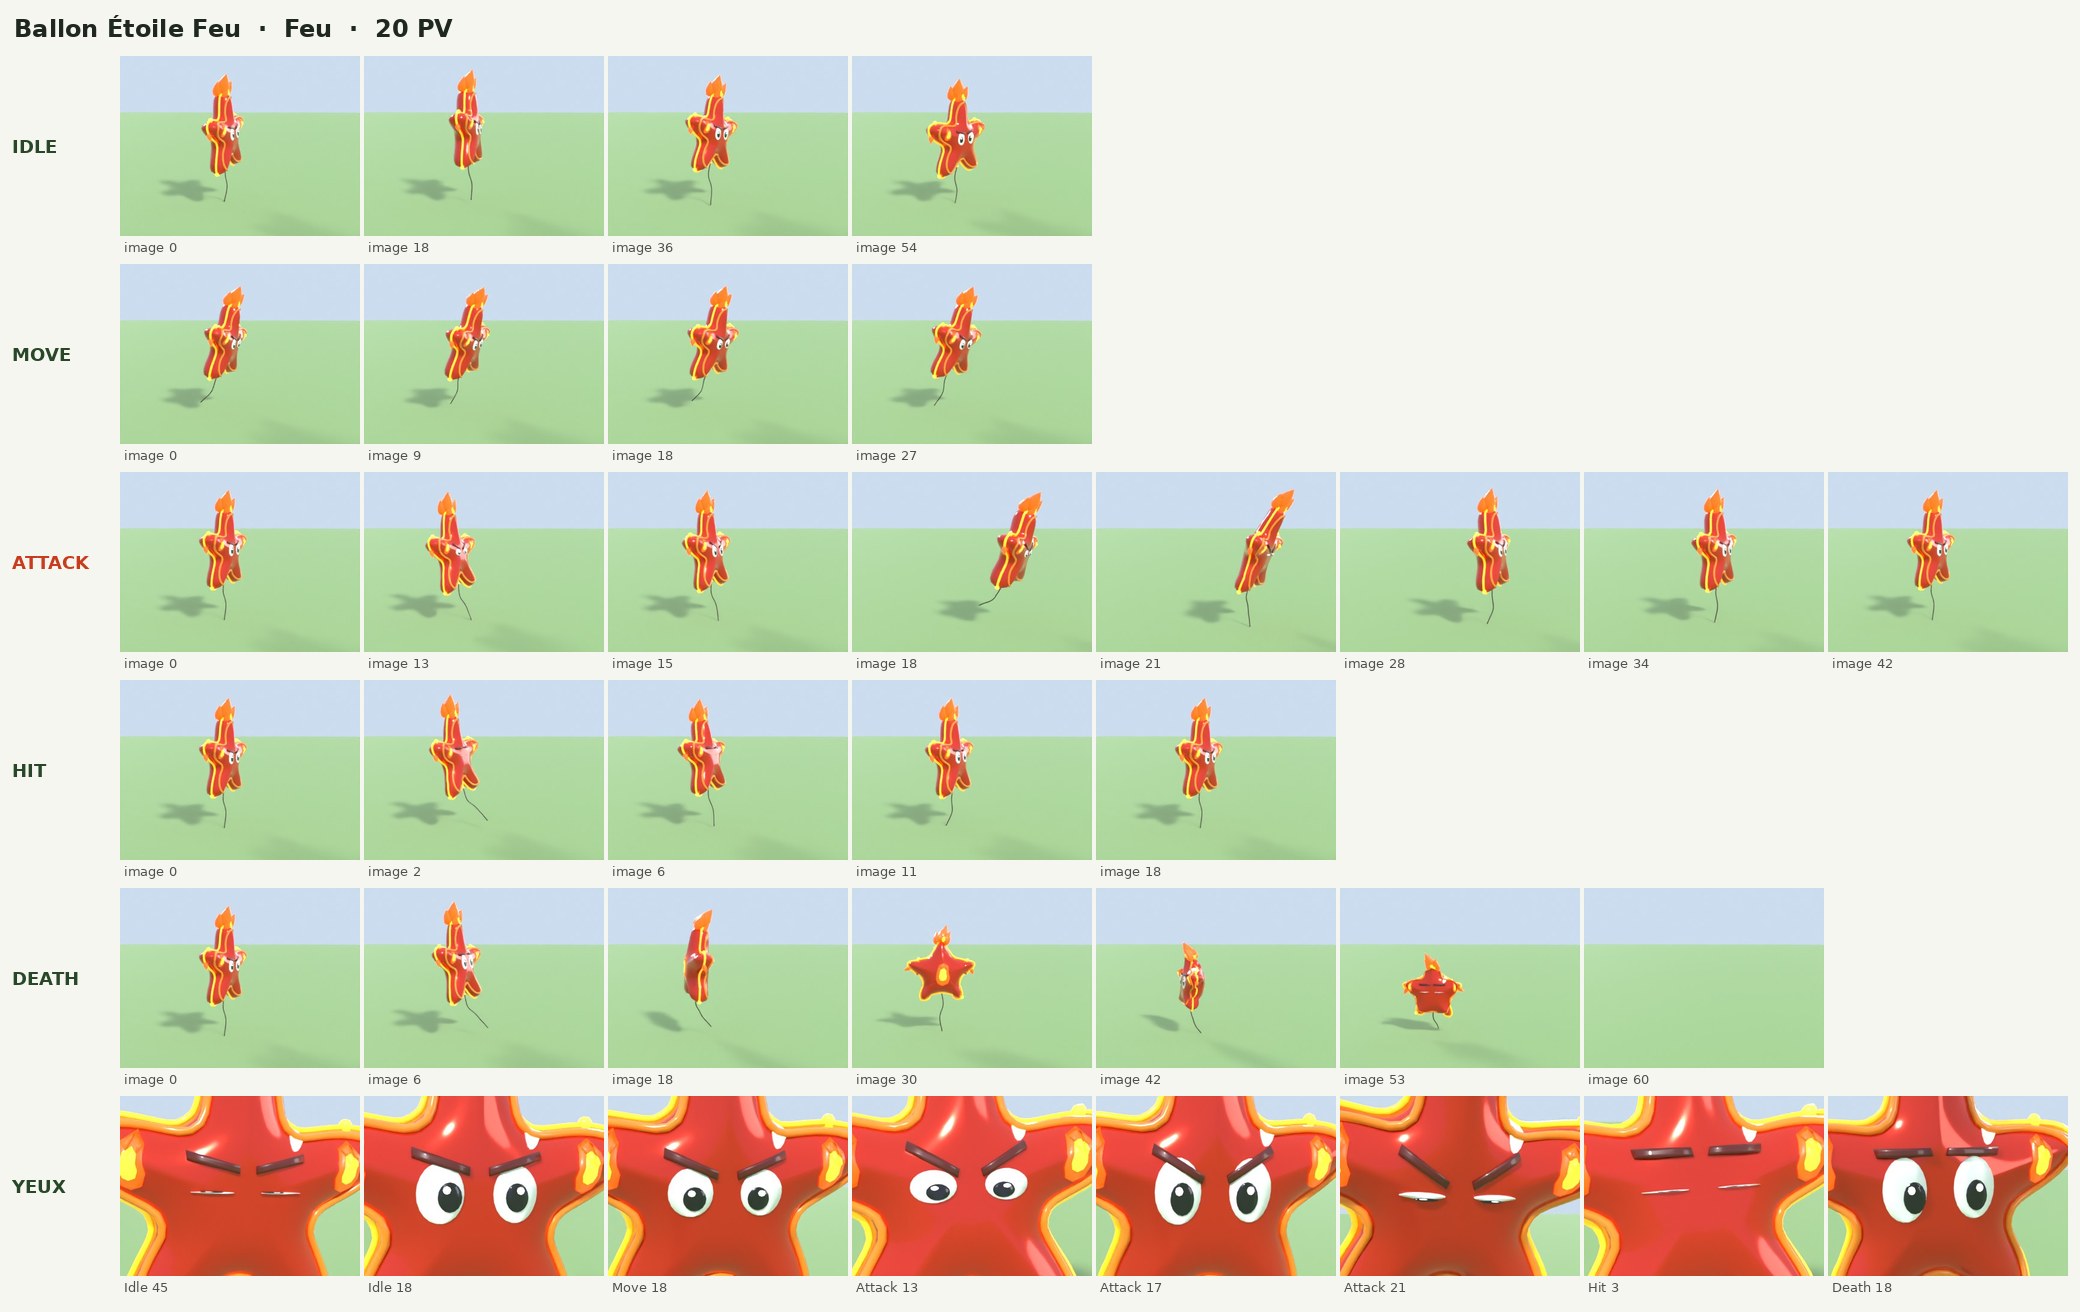 Ballon Étoile Feu · Feu · 20 PV
IDLE
image 0 image 18 image 36 image 54
MOVE
image 0 image 9 image 18 image 27
ATTACK
image 0 image 13 image 15 image 18 image 21 image 28 image 34 image 42
HIT
image 0 image 2 image 6 image 11 image 18
DEATH
image 0 image 6 image 18 image 30 image 42 image 53 image 60
YEUX
Idle 45 Idle 18 Move 18 Attack 13 Attack 17 Attack 21 Hit 3 Death 18